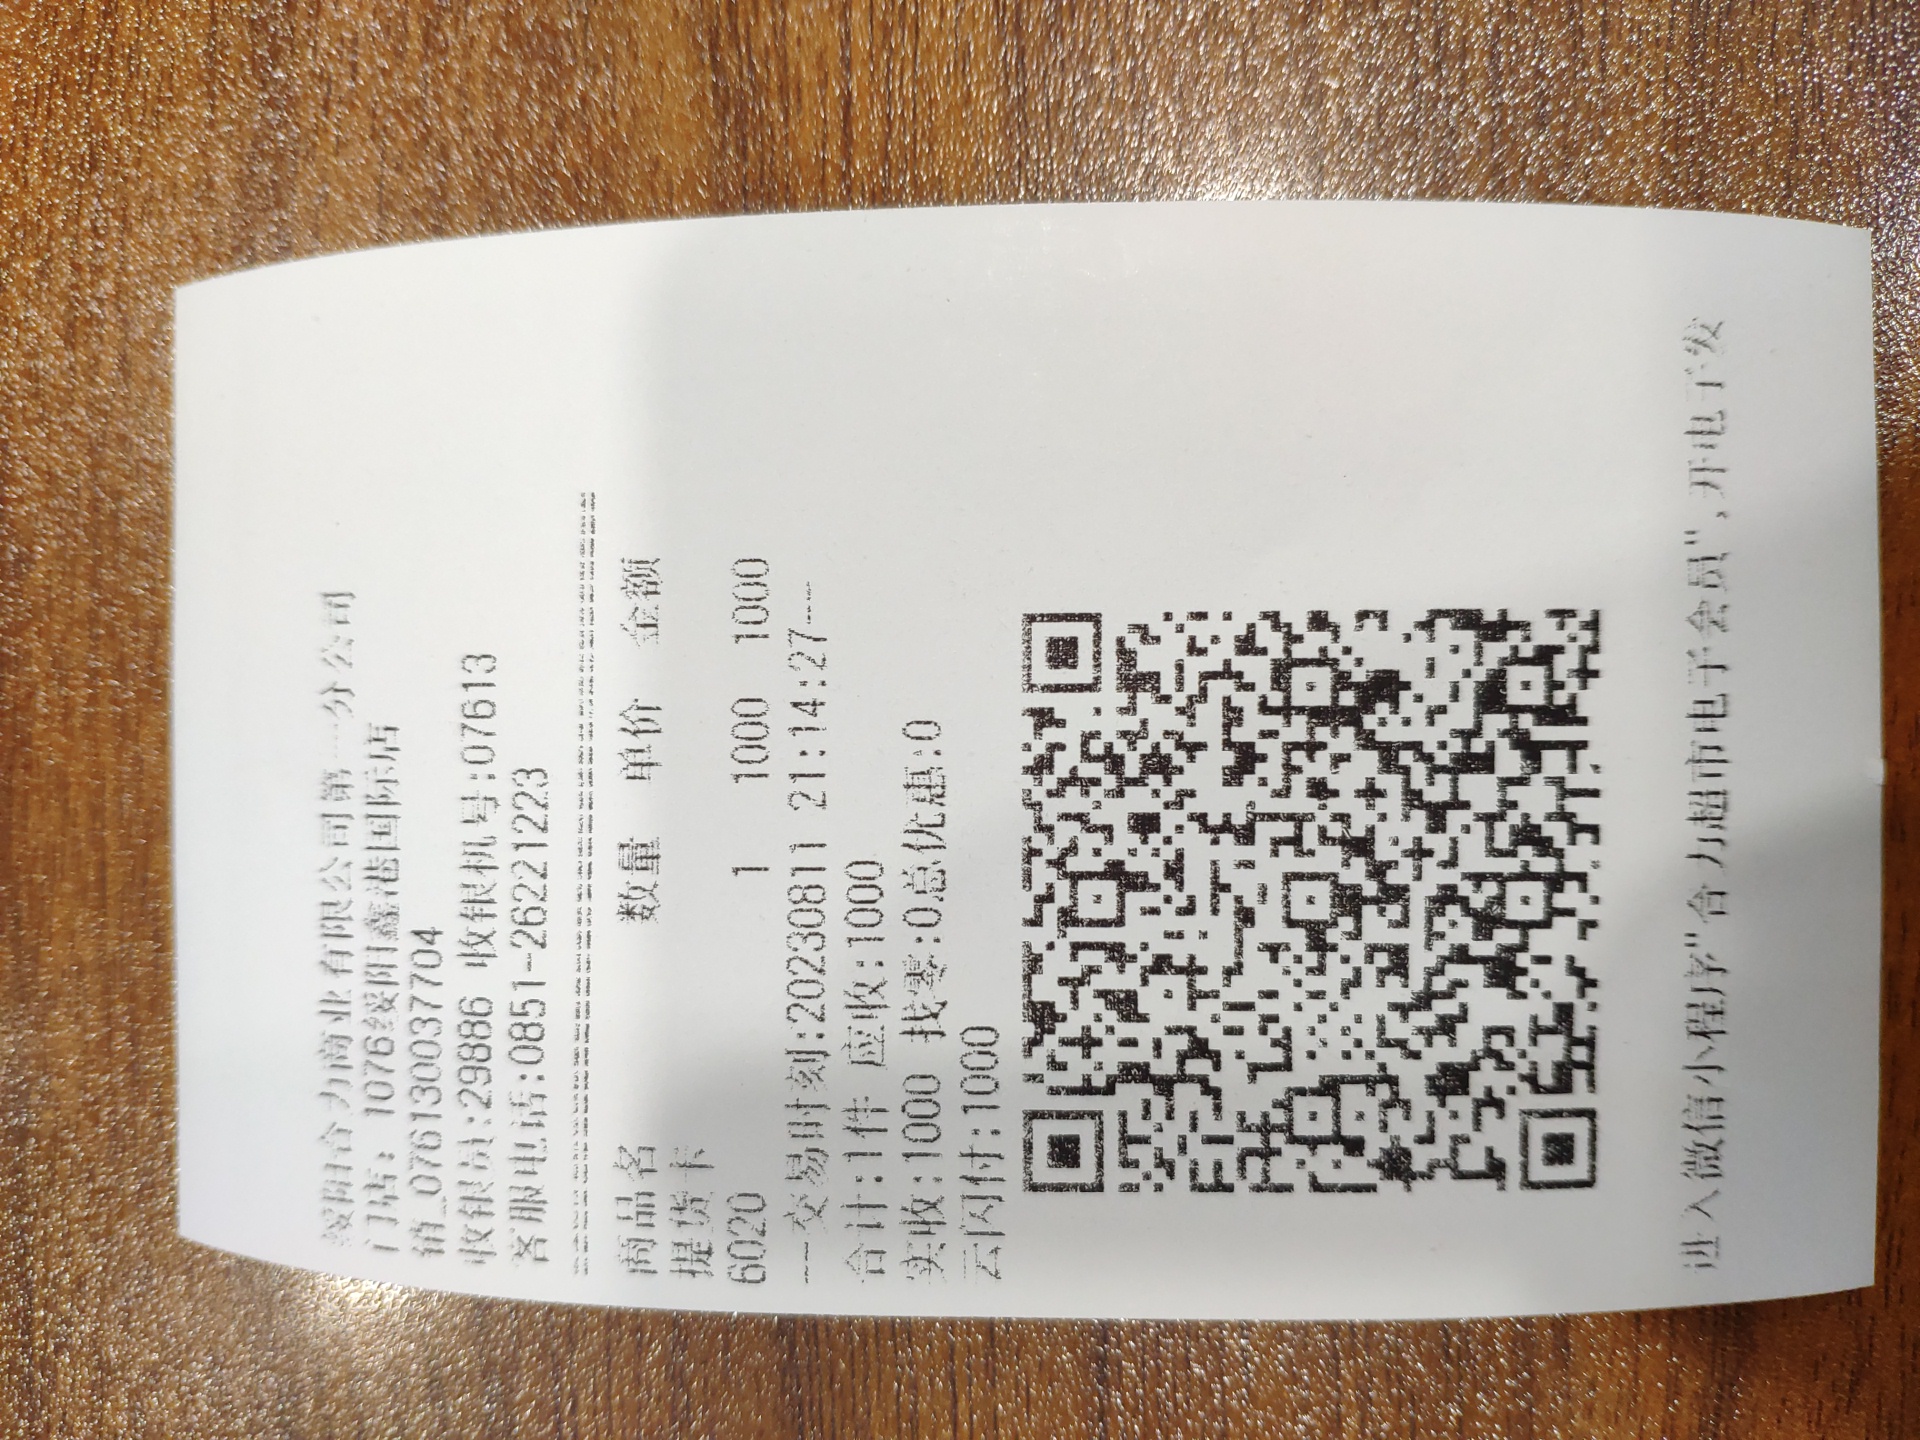 绥阳合力商业有限公司第一分公司
门店: 1076绥阳鑫港国际店
销_076130037704
收银员:29886 收银机号:07613
客服电话:0851-26221223
商品名 数量 单价 金额
提货卡
6020 1 1000 1000
---交易时刻:20230811 21:14:27---
合计:1件 应收:1000
实收:1000 找零:0总优惠:0
云闪付:1000
进入微信小程序"合力超市电子会员",开电子发